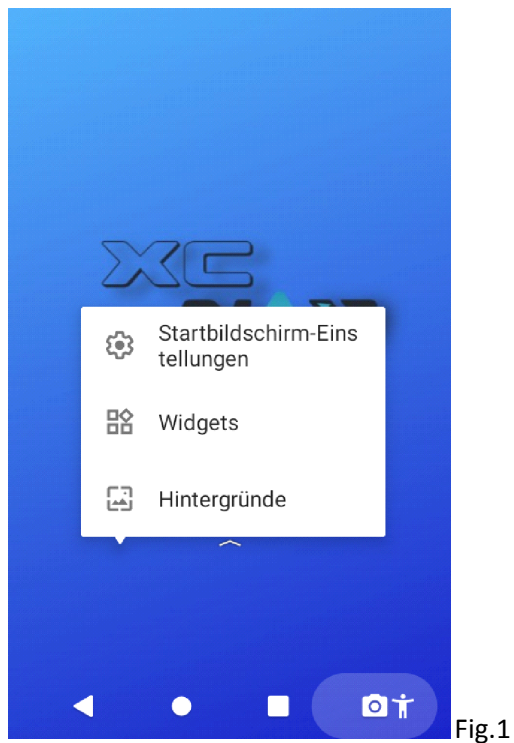 XC
Startbildschirm-Eins
tellungen
Widgets
Hintergründe
Fig.1